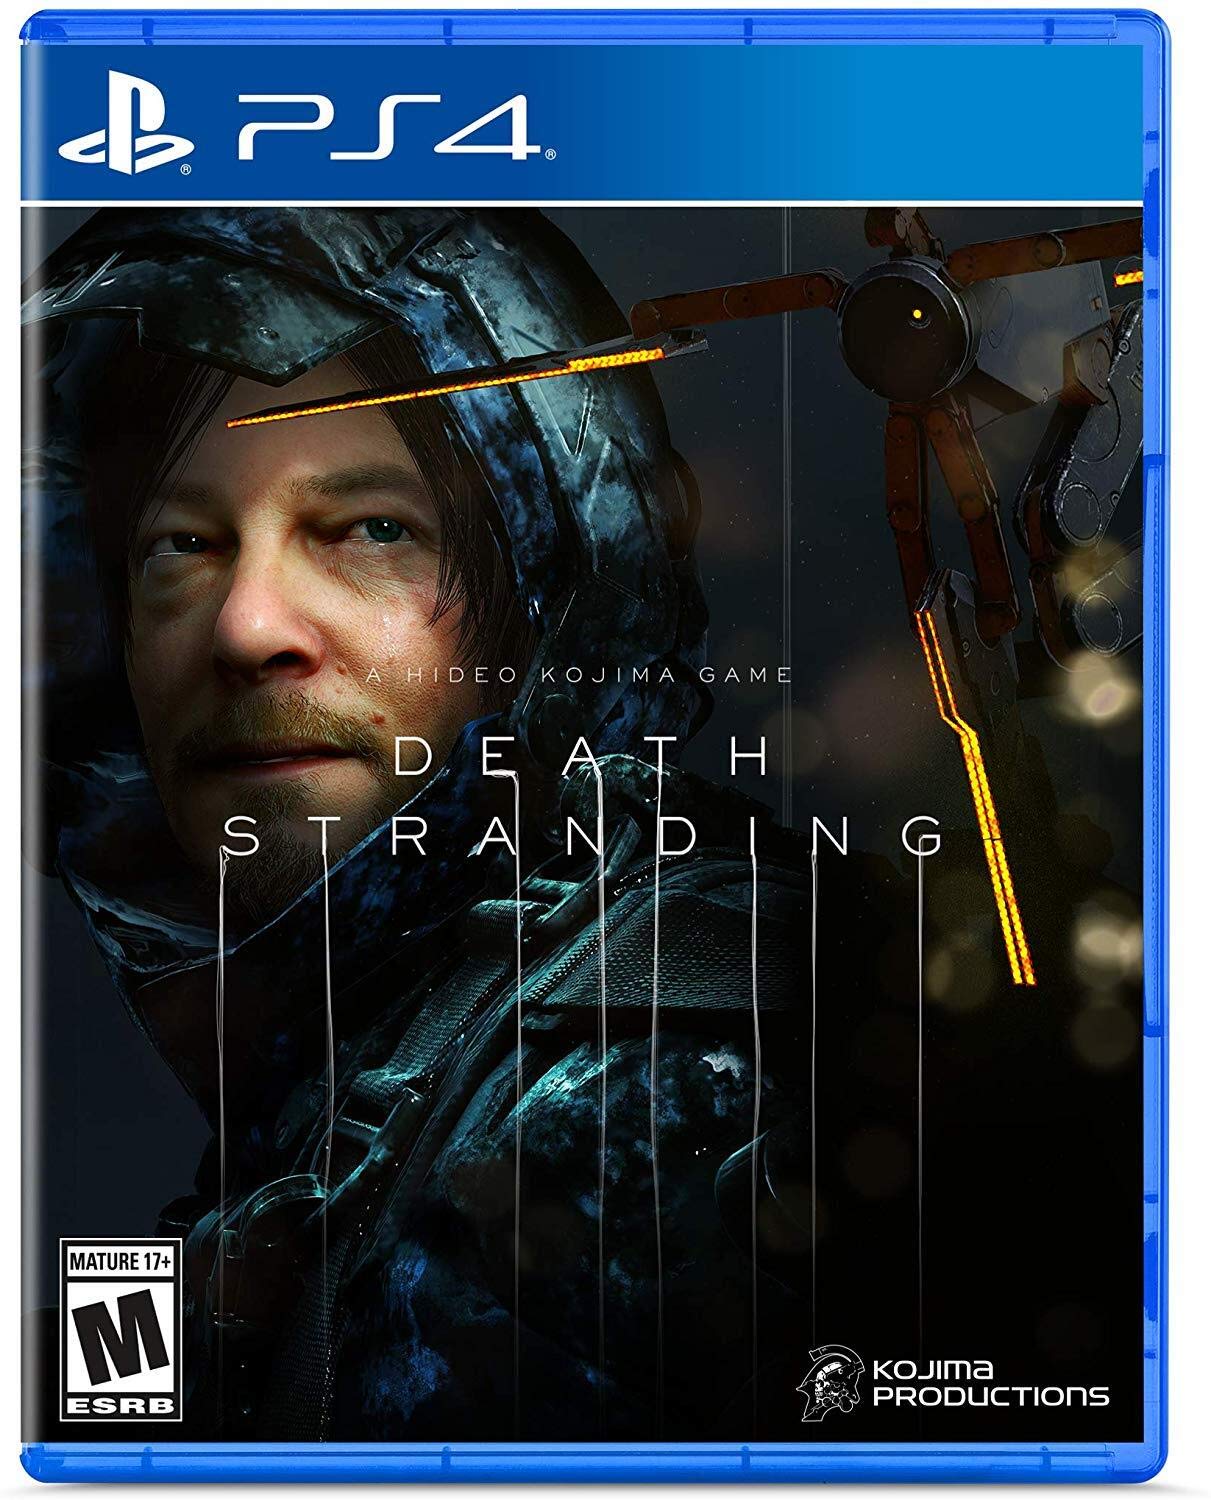 PS4
A HIDEO KOJIMA GAME
DEATH
STRANDING
MATURE 17+
M
ESRB
KOJIMA
PRODUCTIONS